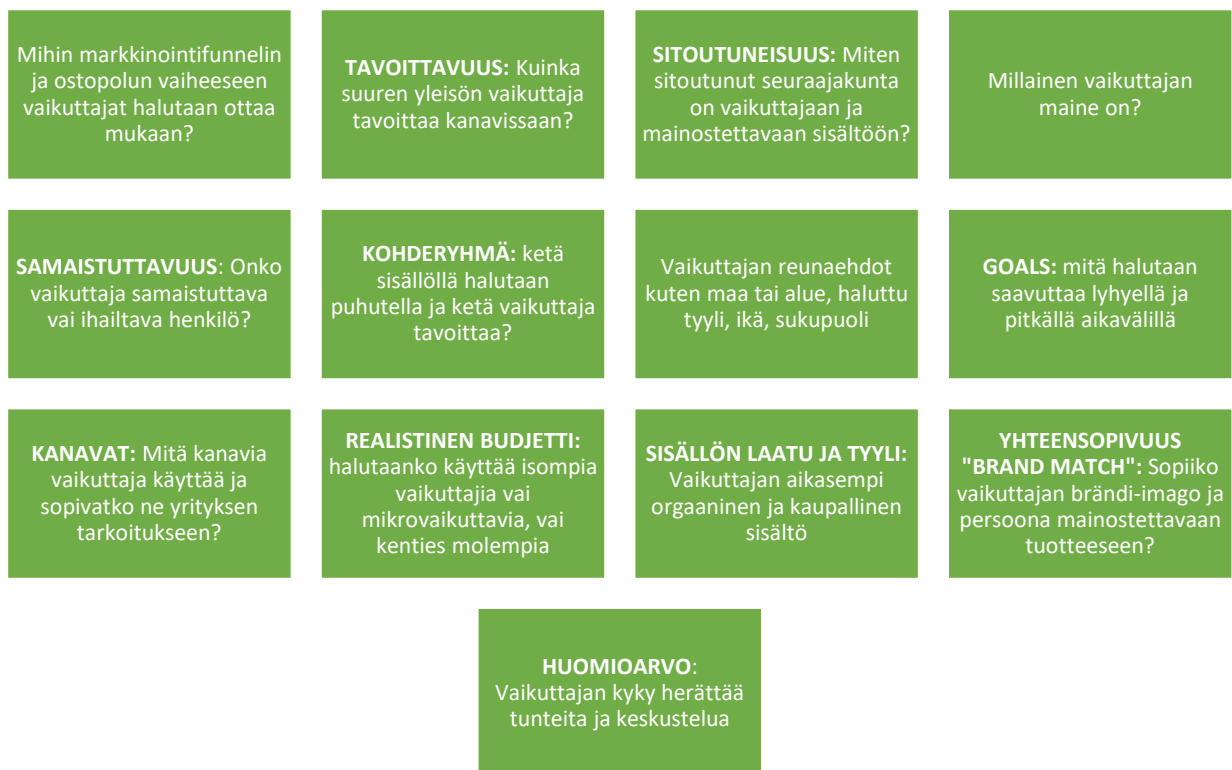 Mihin markkinointifunnelin
ja ostopolun vaiheeseen
vaikuttajat halutaan ottaa
mukaan?
TAVOITTAVUUS: Kuinka
suuren yleisön vaikuttaja
tavoittaa kanavissaan?
SITOUTUNEISUUS: Miten
sitoutunut seuraajakunta
on vaikuttajaan ja
mainostettavaan sisältöön?
Millainen vaikuttajan
maine on?
SAMAISTUTTAVUUS: Onko
vaikuttaja samaistuttava
vai ihailtava henkilö?
KOHDERYHMÄ: ketä
sisällöllä halutaan
puhutella ja ketä vaikuttaja
tavoittaa?
Vaikuttajan reunaehdot
kuten maa tai alue, haluttu
tyyli, ikä, sukupuoli
GOALS: mitä halutaan
saavuttaa lyhyellä ja
pitkällä aikavälillä
KANAVAT: Mitä kanavia
vaikuttaja käyttää ja
sopivatko ne yrityksen
tarkoitukseen?
REALISTINEN BUDJETTI:
halutaanko käyttää isompia
vaikuttajia vai
mikrovaikuttavia, vai
kenties molempia
SISÄLLÖN LAATU JA TYYLI:
Vaikuttajan aikasempi
orgaaninen ja kaupallinen
sisältö
YHTEENSOPIVUUS
"BRAND MATCH": Sopiiko
vaikuttajan brändi-imago ja
persoona mainostettavaan
tuotteeseen?
HUOMIOARVO:
Vaikuttajan kyky herättää
tunteita ja keskustelua